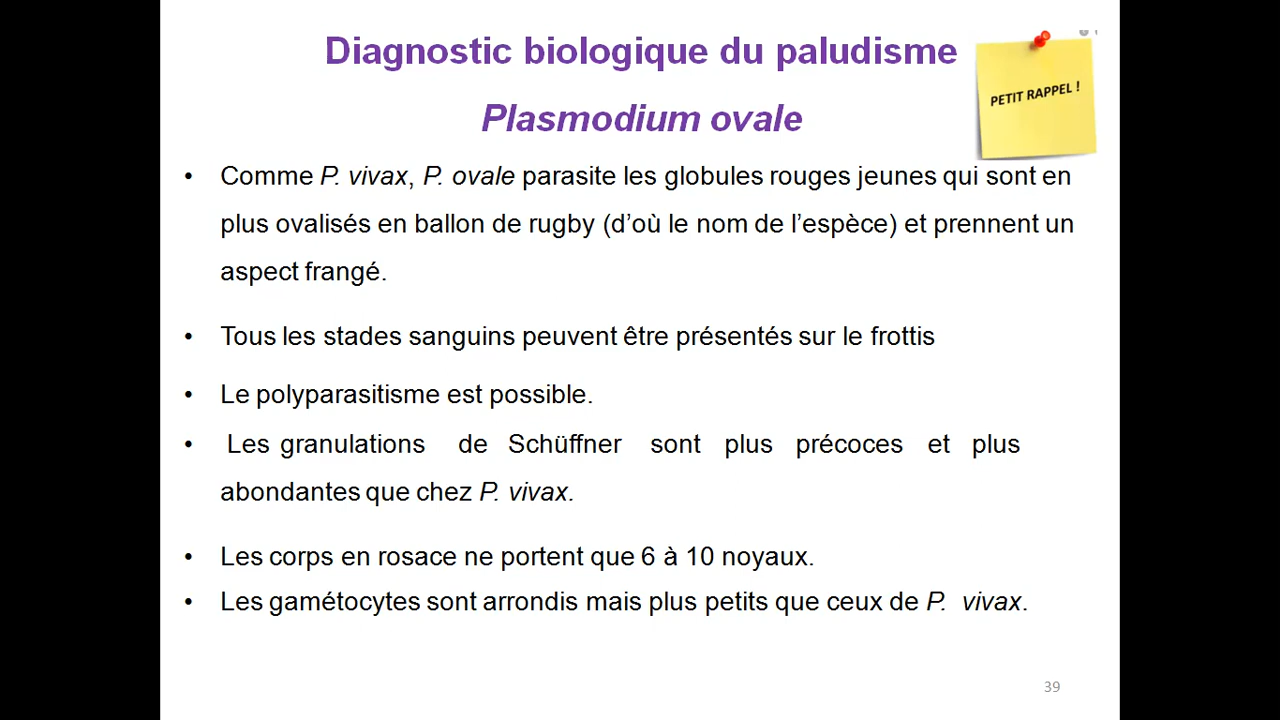 Diagnostic biologique du paludisme
Plasmodium ovale
PETIT RAPPEL !
• Comme P. vivax, P. ovale parasite les globules rouges jeunes qui sont en
plus ovalisés en ballon de rugby (d’où le nom de l’espèce) et prennent un
aspect frangé.
• Tous les stades sanguins peuvent être présentés sur le frottis
• Le polyparasitisme est possible.
• Les granulations de Schüffner sont plus précoces et plus
abondantes que chez P. vivax.
• Les corps en rosace ne portent que 6 à 10 noyaux.
• Les gamétocytes sont arrondis mais plus petits que ceux de P. vivax.
39